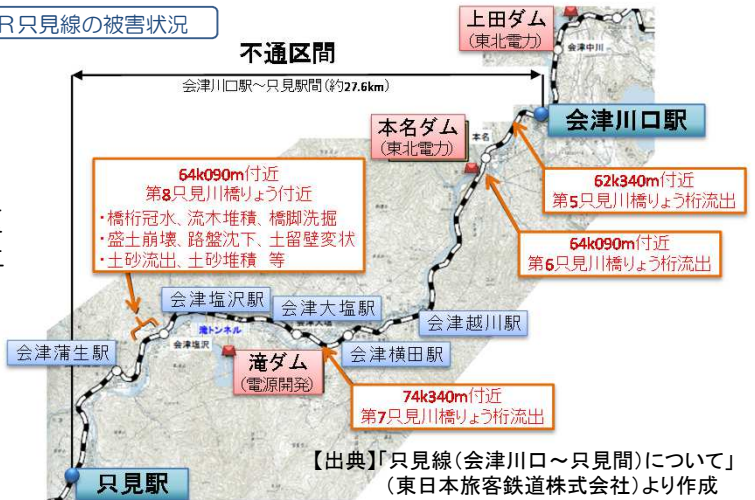 R只見線の被害状況
不通区間
会津川口駅~只見駅間(約27.6km)
上田ダム
(東北電力)
会津中川
会津川口駅
本名ダム
(東北電力)
本名
62k340m付近
第5只見川橋りょう桁流出
64k090m付近
第6只見川橋りょう桁流出
64k090m付近
第8只見川橋りょう付近
・橋桁冠水、流木堆積、橋脚洗掘
・盛土崩壊、路盤沈下、土留壁変状
・土砂流出、土砂堆積 等
会津塩沢駅
会津大塩駅
会津越川駅
滝トンネル
会津塩沢
会津蒲生駅
会津横田駅
滝ダム
(電源開発)
74k340m付近
第7只見川橋りょう桁流出
只見駅
【出典】「只見線(会津川口~只見間)について」
(東日本旅客鉄道株式会社)より作成